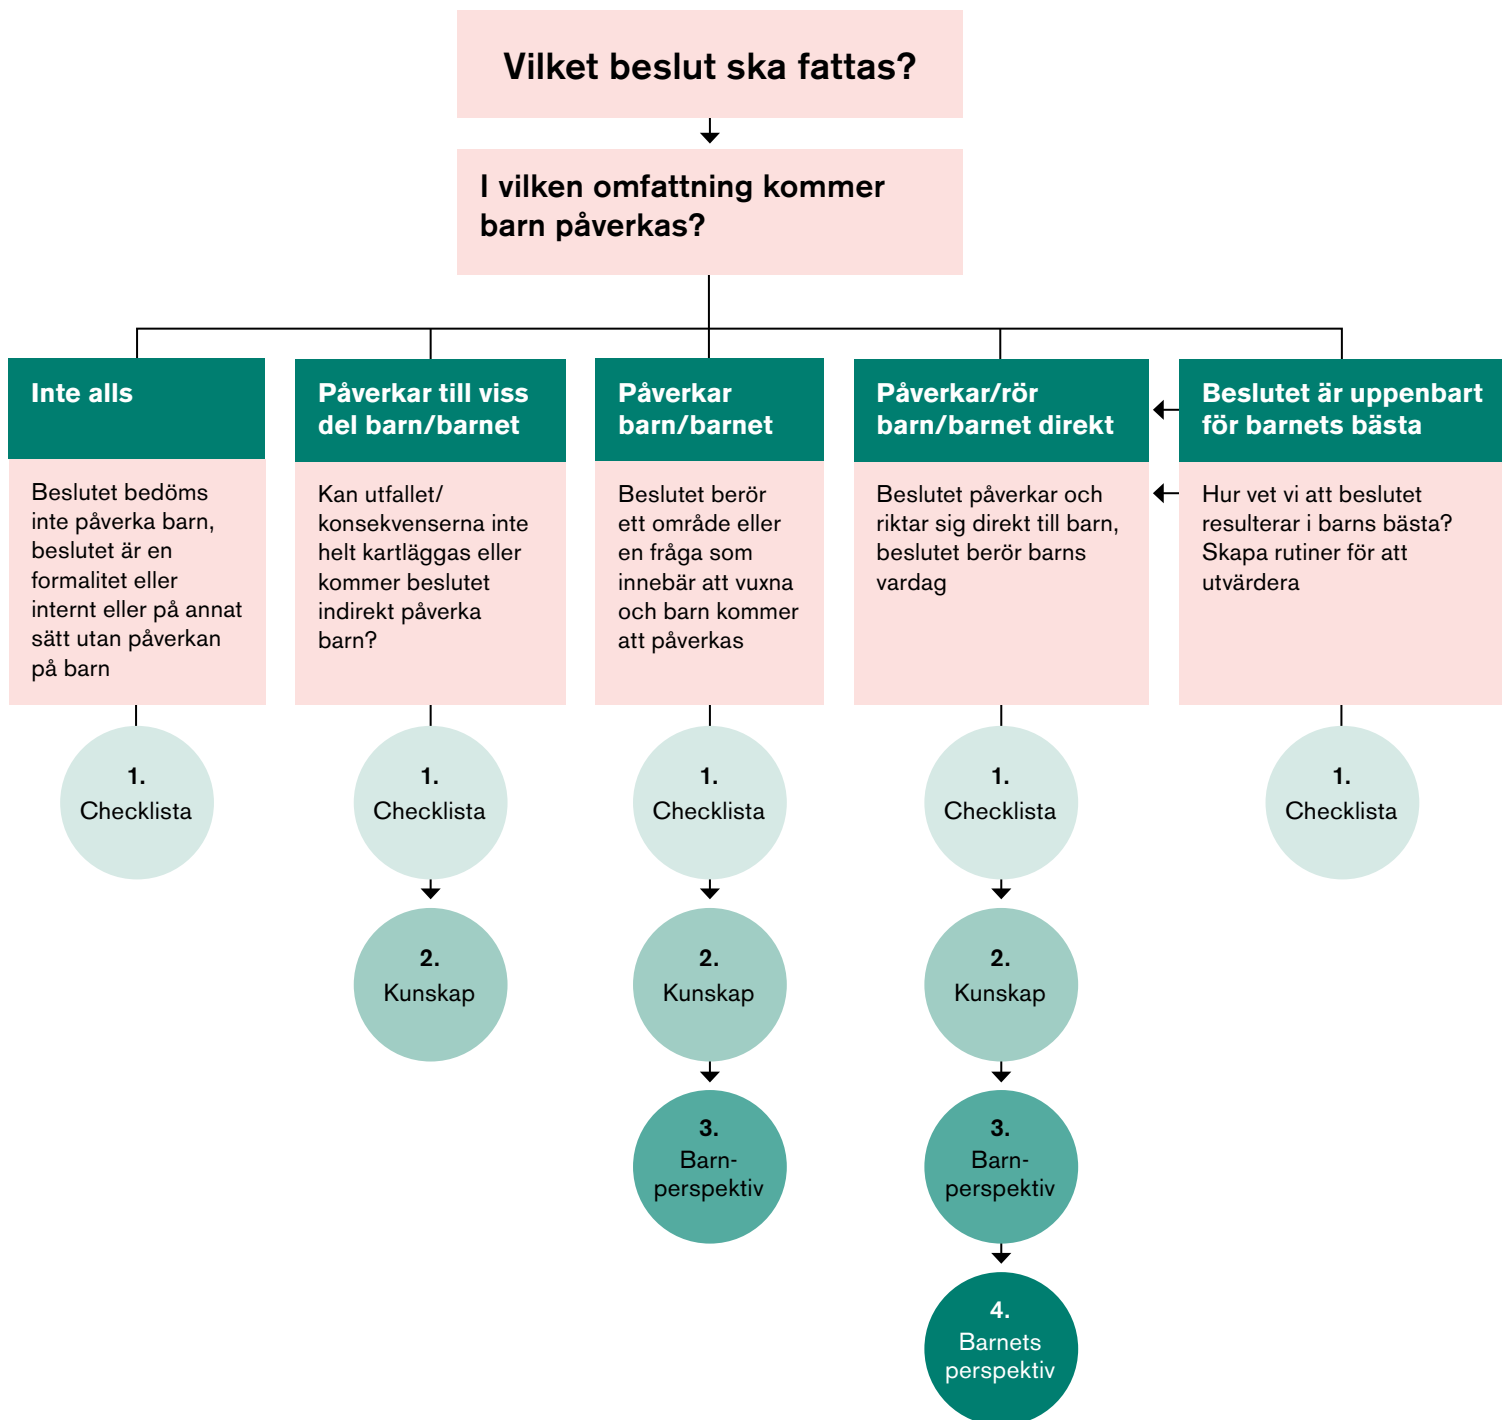 Vilket beslut ska fattas?
I vilken omfattning kommer
barn påverkas?
Inte alls
Beslutet bedöms
inte påverka barn,
beslutet är en
formalitet eller
internt eller på annat
sätt utan påverkan
på barn
1.
Checklista
Påverkar till viss
del barn/barnet
Kan utfallet/
konsekvenserna inte
helt kartläggas eller
kommer beslutet
indirekt påverka
barn?
1.
Checklista
2.
Kunskap
Påverkar
barn/barnet
Beslutet berör
ett område eller
en fråga som
innebär att vuxna
och barn kommer
att påverkas
1.
Checklista
2.
Kunskap
3.
Barn-
perspektiv
Påverkar/rör
barn/barnet direkt
Beslutet påverkar och
riktar sig direkt till barn,
beslutet berör barns
vardag
1.
Checklista
2.
Kunskap
3.
Barn-
perspektiv
4.
Barnets
perspektiv
Beslutet är uppenbart
för barnets bästa
Hur vet vi att beslutet
resulterar i barns bästa?
Skapa rutiner för att
utvärdera
1.
Checklista